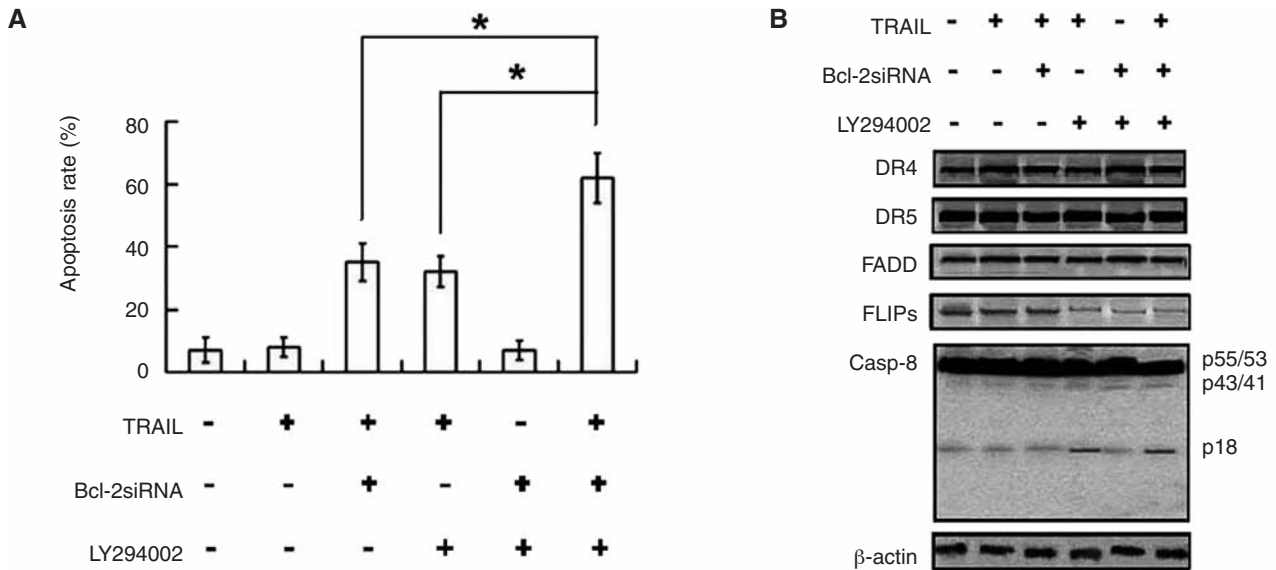 A
*
*
Apoptosis rate (%)
80
60
40
20
0
TRAIL - + + + - +
Bcl-2siRNA - - + - + +
LY294002 - - - + + +
B
TRAIL - + + + - +
Bcl-2siRNA - - + - + +
LY294002 - - - + + +
DR4
DR5
FADD
FLIPs
Casp-8 p55/53
p43/41
p18
β-actin